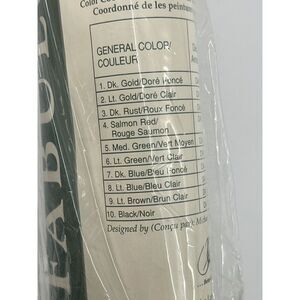 Color Co
Coordonné de les peintures
GENERAL COLOR/
COULEUR
1. Dk. Gold/Doré Foncé
2. Lt. Gold/Doré Clair
3. Dk. Rust/Roux Foncé
4. Salmon Red/
Rouge Saumon
5. Med. Green/Vert Moyen
6. Lt. Green/Vert Clair
7. Dk. Blue/Bleu Foncé
8. Lt. Blue/Bleu Clair
9. Lt. Brown/Brun Clair
10. Black/Noir
Designed by (Conçu par):
FABUL